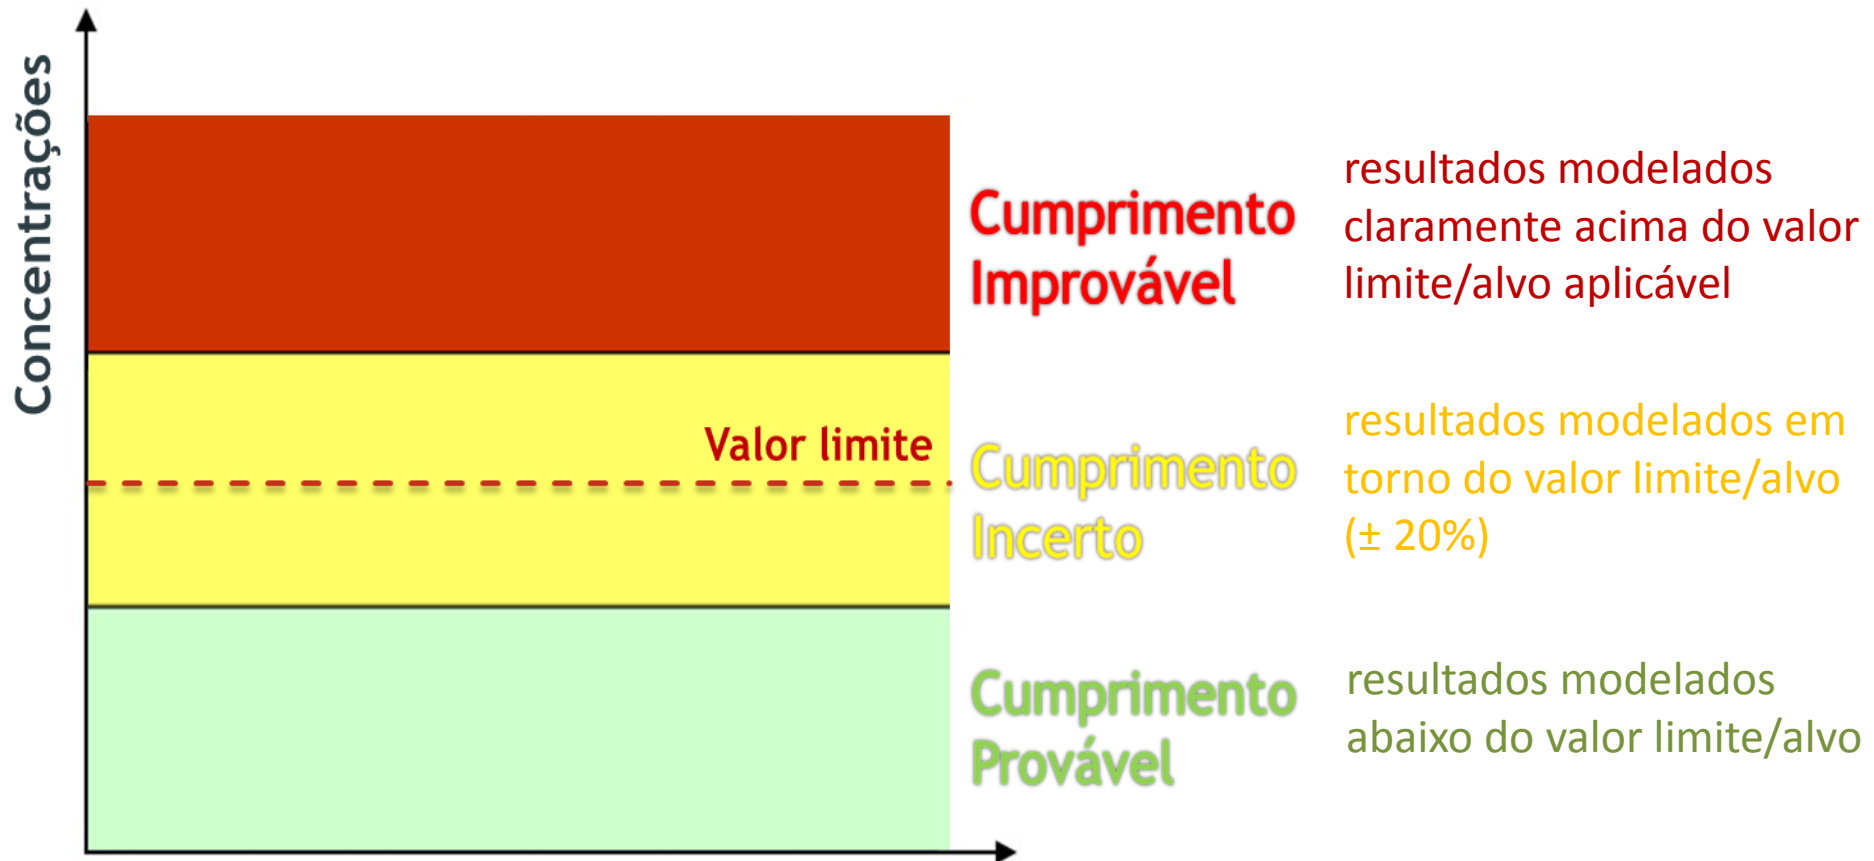 Concentrações
Cumprimento
Improvável
resultados modelados
claramente acima do valor
limite/alvo aplicável
Valor limite
Cumprimento
Incerto
resultados modelados em
torno do valor limite/alvo
(± 20%)
Cumprimento
Provável
resultados modelados
abaixo do valor limite/alvo